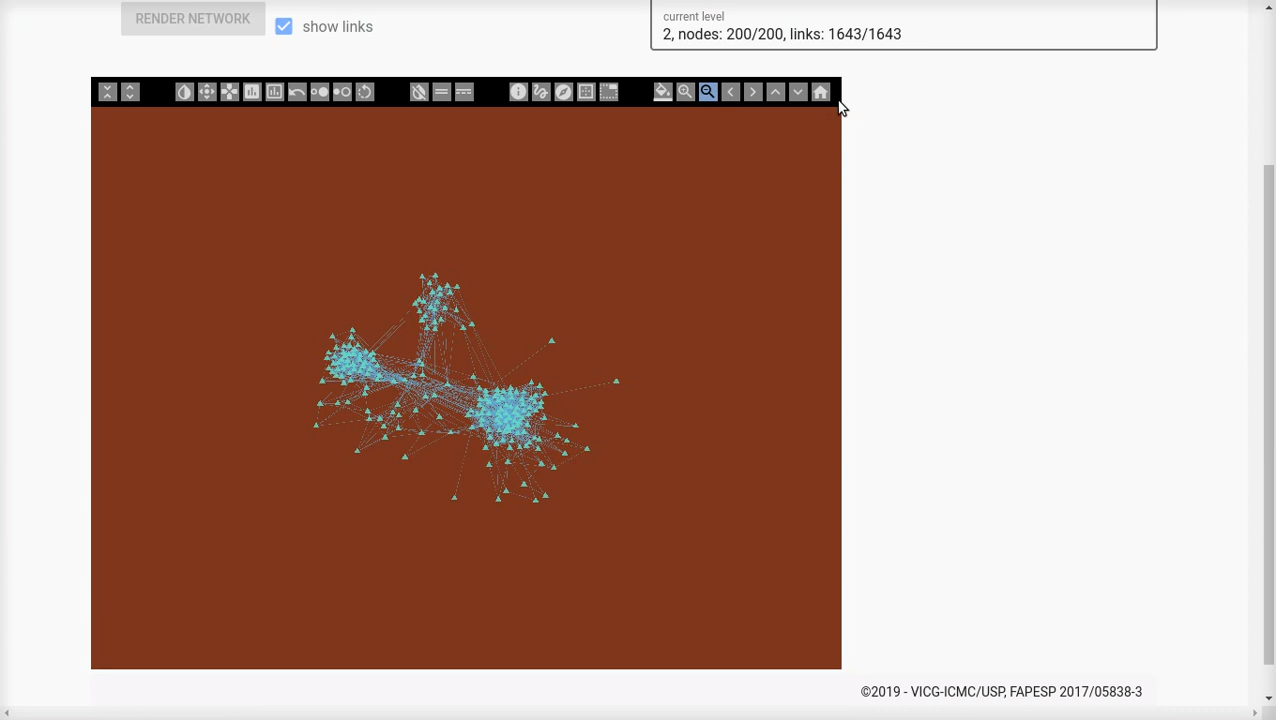 RENDER NETWORK
show links
current level
2, nodes: 200/200, links: 1643/1643
©2019 - VICG-ICMC/USP, FAPESP 2017/05838-3